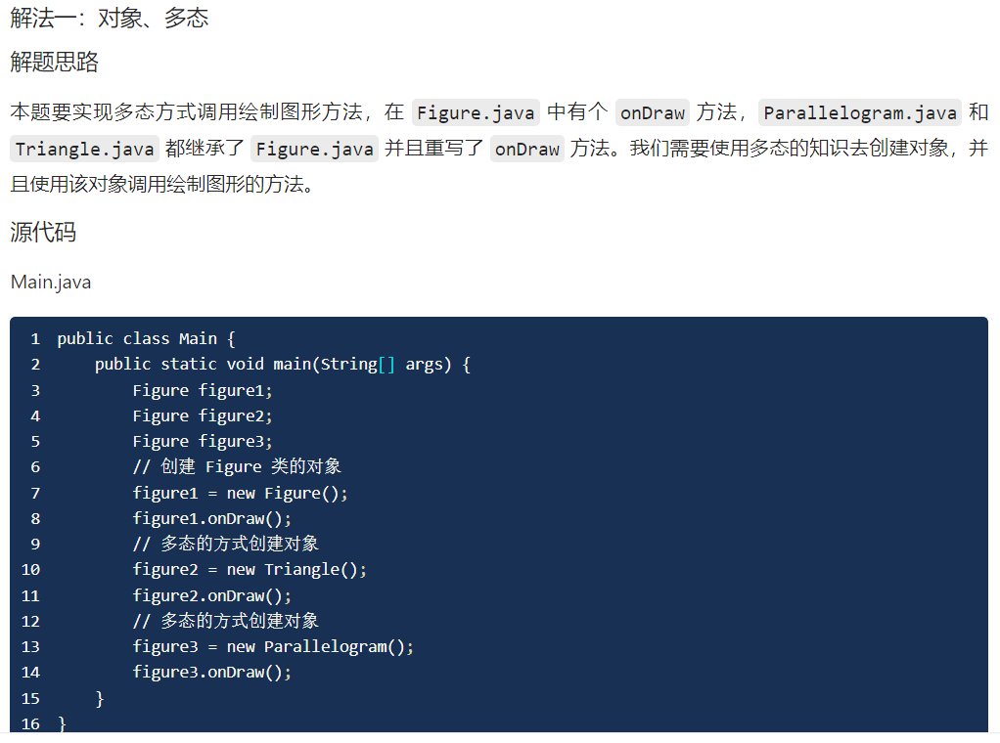 解法一：对象、多态
解题思路
本题要实现多态方式调用绘制图形方法，在 Figure.java 中有个 onDraw 方法，Parallelogram.java 和
Triangle.java 都继承了 Figure.java 并且重写了 onDraw 方法。我们需要使用多态的知识去创建对象，并
且使用该对象调用绘制图形的方法。
源代码
Main.java
1 public class Main {
2     public static void main(String[] args) {
3         Figure figure1;
4         Figure figure2;
5         Figure figure3;
6         // 创建 Figure 类的对象
7         figure1 = new Figure();
8         figure1.onDraw();
9         // 多态的方式创建对象
10         figure2 = new Triangle();
11         figure2.onDraw();
12         // 多态的方式创建对象
13         figure3 = new Parallelogram();
14         figure3.onDraw();
15     }
16 }